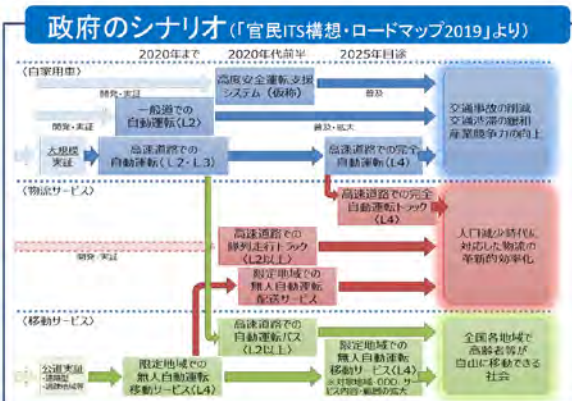 政府のシナリオ(「官民ITS構想・ロードマップ2019」より)
2020年まで
2020年代前半
2025年目途
〈自家用車〉
開発・実証
高度安全運転支援
システム(仮称)
普及
開発・実証
一般道での
自動運転(L2)
普及・拡大
大規模
実証
高速道路での
自動運転(L2・L3)
高速道路での完全
自動運転(L4)
交通事故の削減
交通渋滞の緩和
産業競争力の向上
〈物流サービス〉
高速道路での完全
自動運転トラック
(L4)
開発・実証
高速道路での
隊列走行トラック
(L2以上)
限定地域での
無人自動運転
配送サービス
人口減少時代に
対応した物流の
革新的効率化
〈移動サービス〉
高速道路での
自動運転バス
(L2以上)
公道実証
限定地域での
無人自動運転
移動サービス(L4)
限定地域での
無人自動運転
移動サービス(L4)
※対象地域・ODD、サー
ビス内容・範囲の拡大
全国各地域で
高齢者等が
自由に移動できる
社会